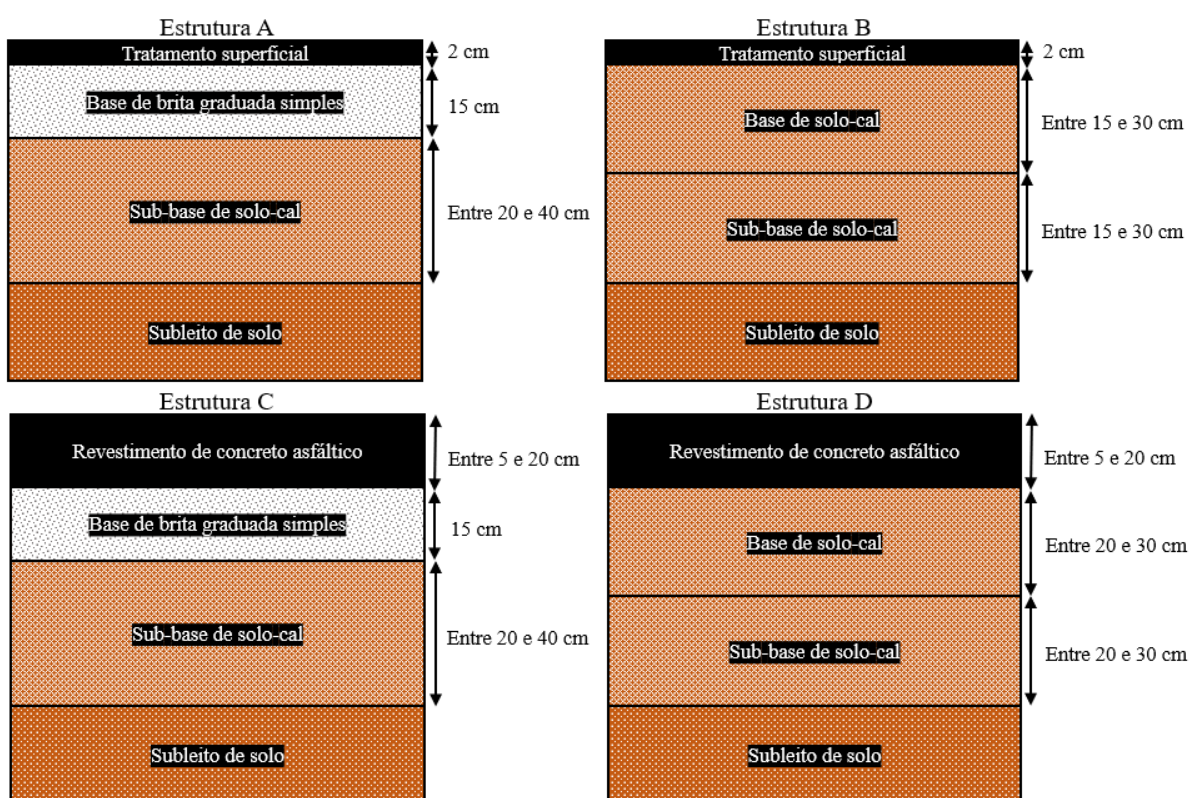 Estrutura A
Tratamento superficial
2 cm
Base de brita graduada simples
15 cm
Sub-base de solo-cal
Entre 20 e 40 cm
Subleito de solo
Estrutura B
Tratamento superficial
2 cm
Base de solo-cal
Entre 15 e 30 cm
Sub-base de solo-cal
Entre 15 e 30 cm
Subleito de solo
Estrutura C
Revestimento de concreto asfáltico
Entre 5 e 20 cm
Base de brita graduada simples
15 cm
Sub-base de solo-cal
Entre 20 e 40 cm
Subleito de solo
Estrutura D
Revestimento de concreto asfáltico
Entre 5 e 20 cm
Base de solo-cal
Entre 20 e 30 cm
Sub-base de solo-cal
Entre 20 e 30 cm
Subleito de solo